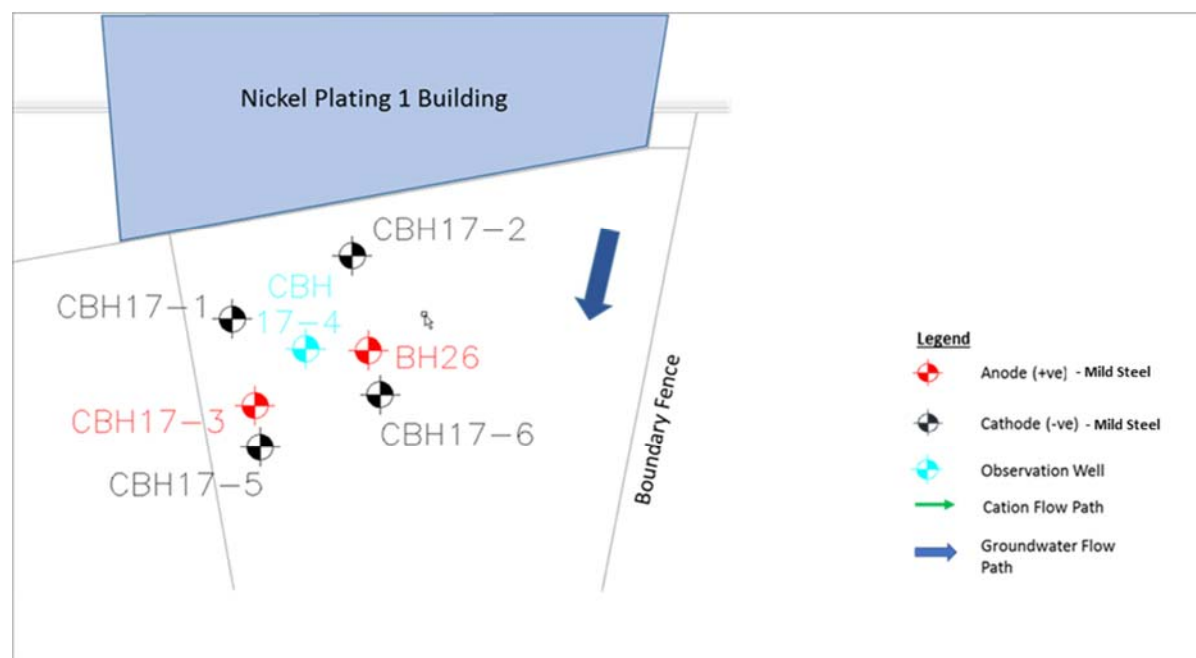 Nickel Plating 1 Building
CBH17-2
CBH
17-4
CBH17-1
BH26
CBH17-3
CBH17-6
CBH17-5
Boundary Fence
Legend
Anode (+ve) - Mild Steel
Cathode (-ve) - Mild Steel
Observation Well
Cation Flow Path
Groundwater Flow
Path